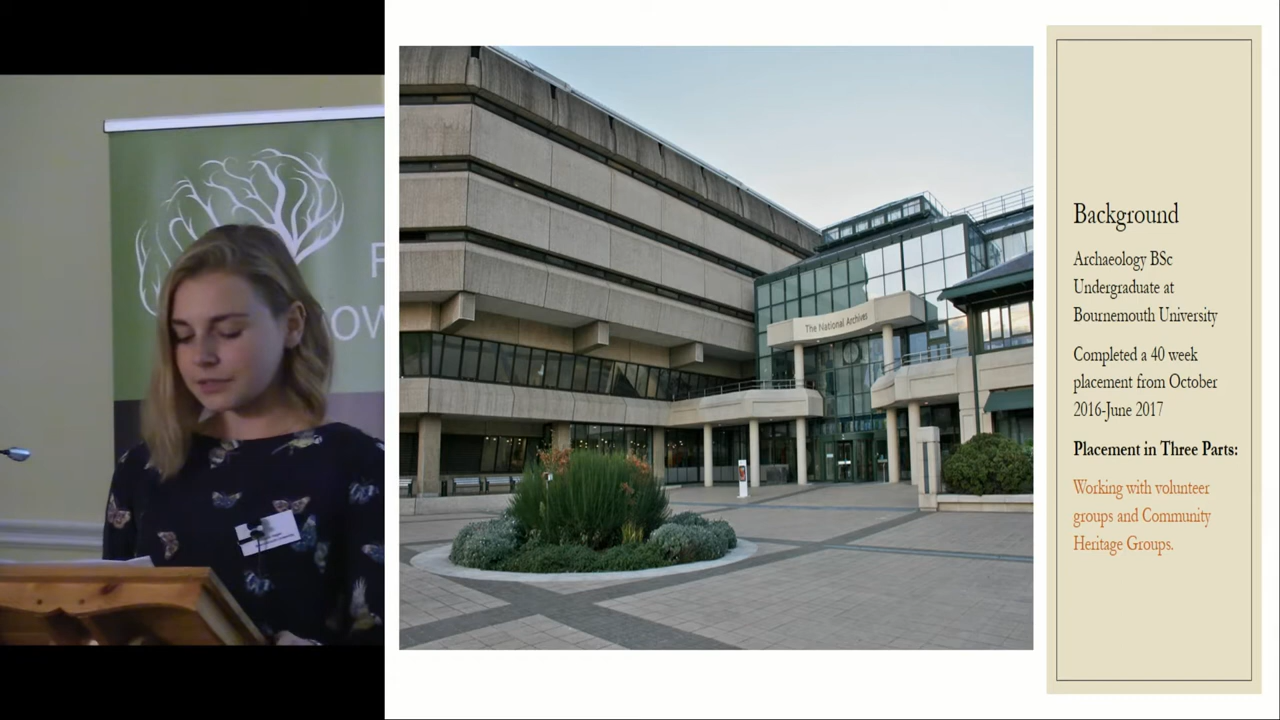 The National Archives
Background
Archaeology BSc
Undergraduate at
Bournemouth University
Completed a 40 week
placement from October
2016-June 2017
Placement in Three Parts:
Working with volunteer
groups and Community
Heritage Groups.